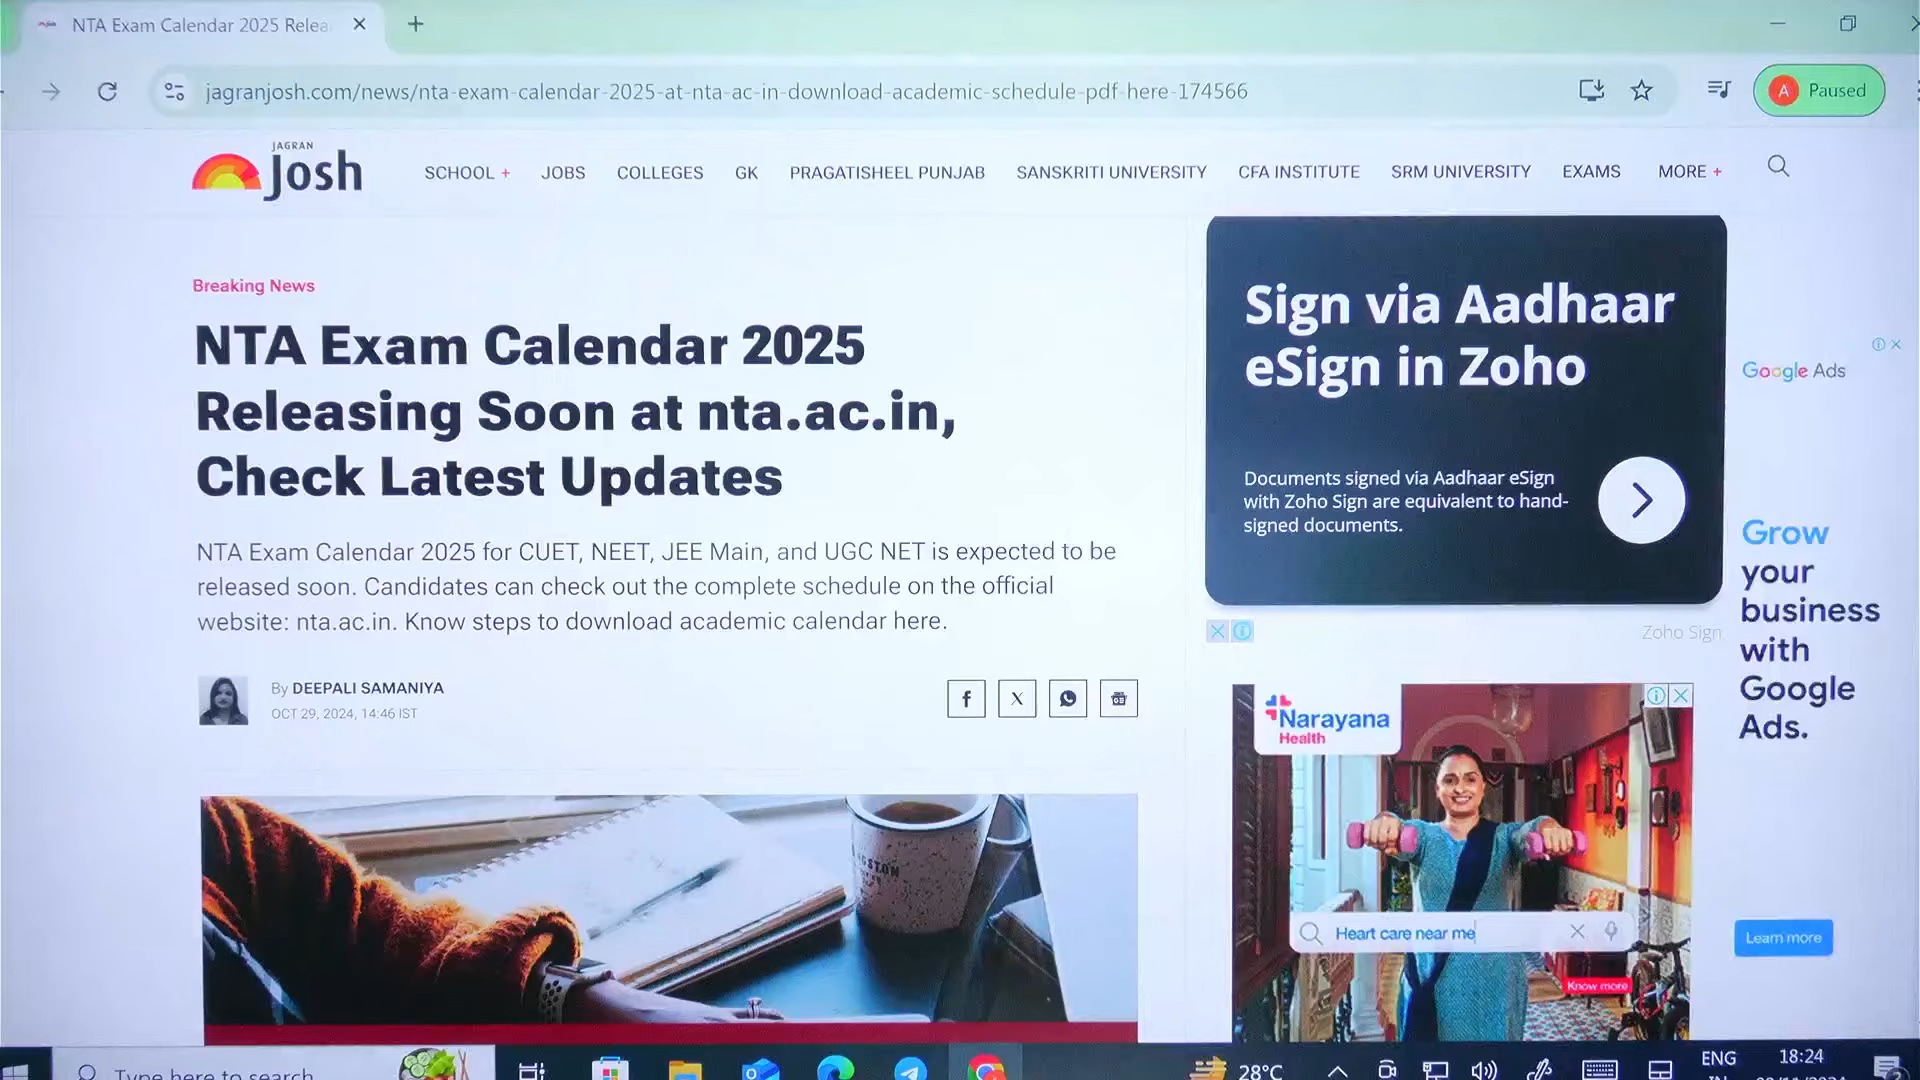 NTA Exam Calendar 2025 Relea
jagranjosh.com/news/nta-exam-calendar-2025-at-nta-ac-in-download-academic-schedule-pdf-here-174566
A Paused
JAGRAN
Josh
SCHOOL + JOBS COLLEGES GK PRAGATISHEEL PUNJAB SANSKRITI UNIVERSITY CFA INSTITUTE SRM UNIVERSITY EXAMS MORE +
Breaking News
NTA Exam Calendar 2025
Releasing Soon at nta.ac.in,
Check Latest Updates
NTA Exam Calendar 2025 for CUET, NEET, JEE Main, and UGC NET is expected to be
released soon. Candidates can check out the complete schedule on the official
website: nta.ac.in. Know steps to download academic calendar here.
By DEEPALI SAMANIYA
OCT 29, 2024, 14:46 IST
Sign via Aadhaar
eSign in Zoho
Documents signed via Aadhaar eSign
with Zoho Sign are equivalent to hand-
signed documents.
Zoho Sign
Google Ads
Grow
your
business
with
Google
Ads.
Learn more
Narayana
Health
Heart care near me
Know more
Type here to search
28°C
ENG
18:24